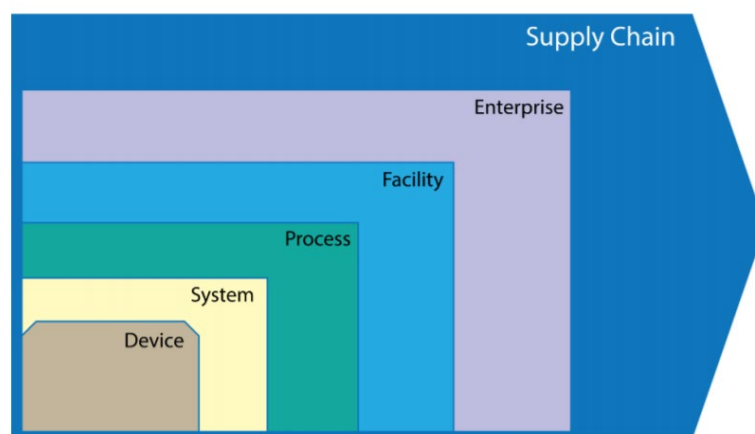 Supply Chain
Enterprise
Facility
Process
System
Device